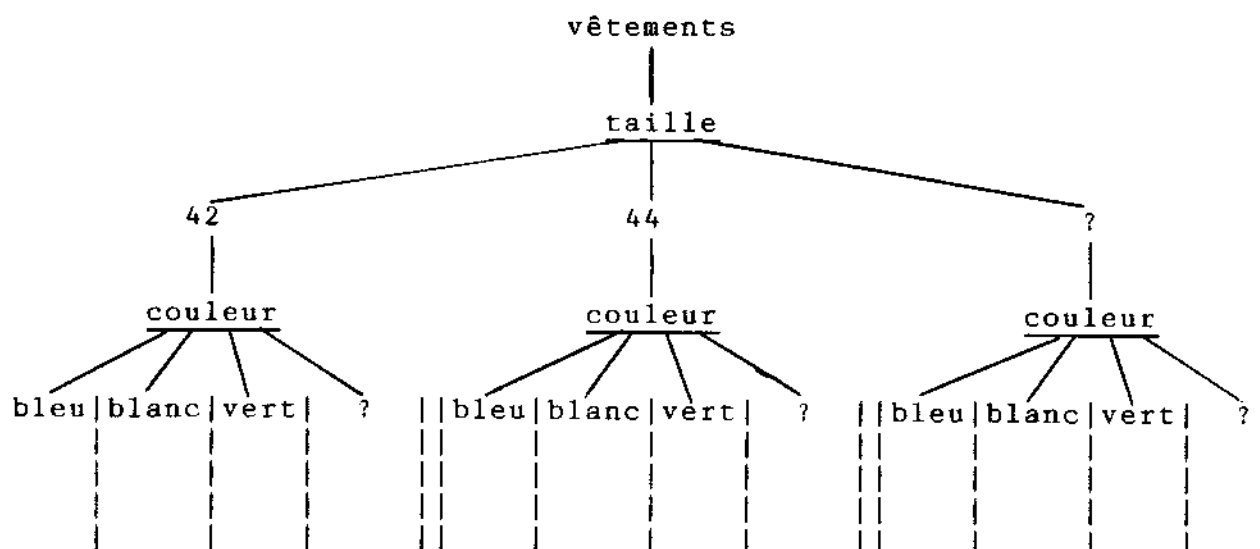 vêtements
taille
42 44 ?
couleur couleur couleur
bleu blanc vert ? bleu blanc vert ? bleu blanc vert ?